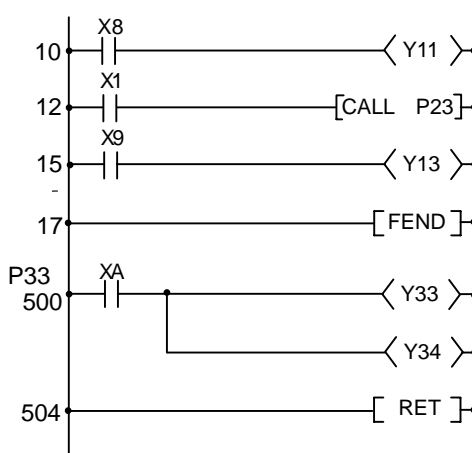 X8
10 Y11
X1
12 CALL P23
X9
15 Y13
17 FEND
P33 XA
500 Y33
Y34
504 RET